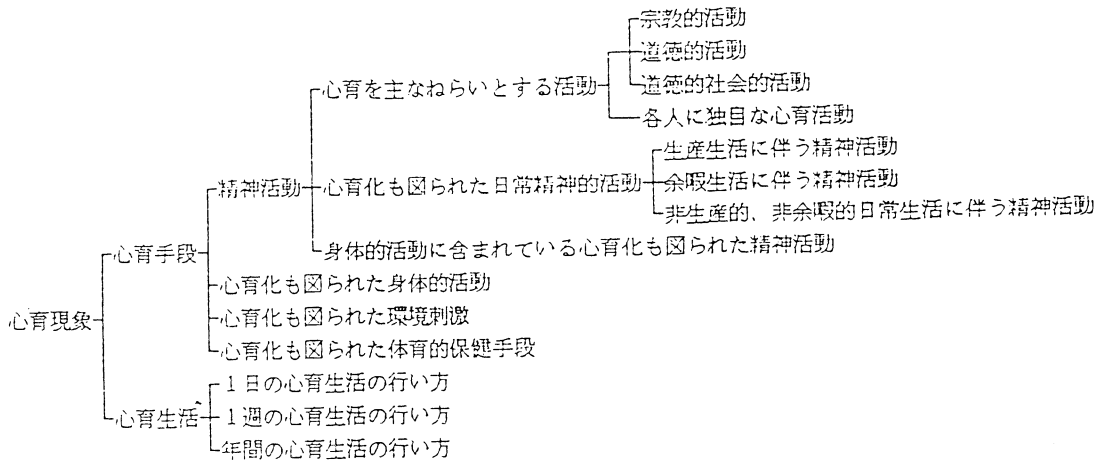 宗教的活動
道徳的活動
心育を主なねらいとする活動
道徳的社会的活動
各人に独自な心育活動
生産生活に伴う精神活動
精神活動
心育化も図られた日常精神的活動
余暇生活に伴う精神活動
非生産的、非余暇的日常生活に伴う精神活動
身体的活動に含まれている心育化も図られた精神活動
心育手段
心育化も図られた身体的活動
心育現象
心育化も図られた環境刺激
心育化も図られた体育的保健手段
1日の心育生活の行い方
心育生活
1週の心育生活の行い方
年間の心育生活の行い方